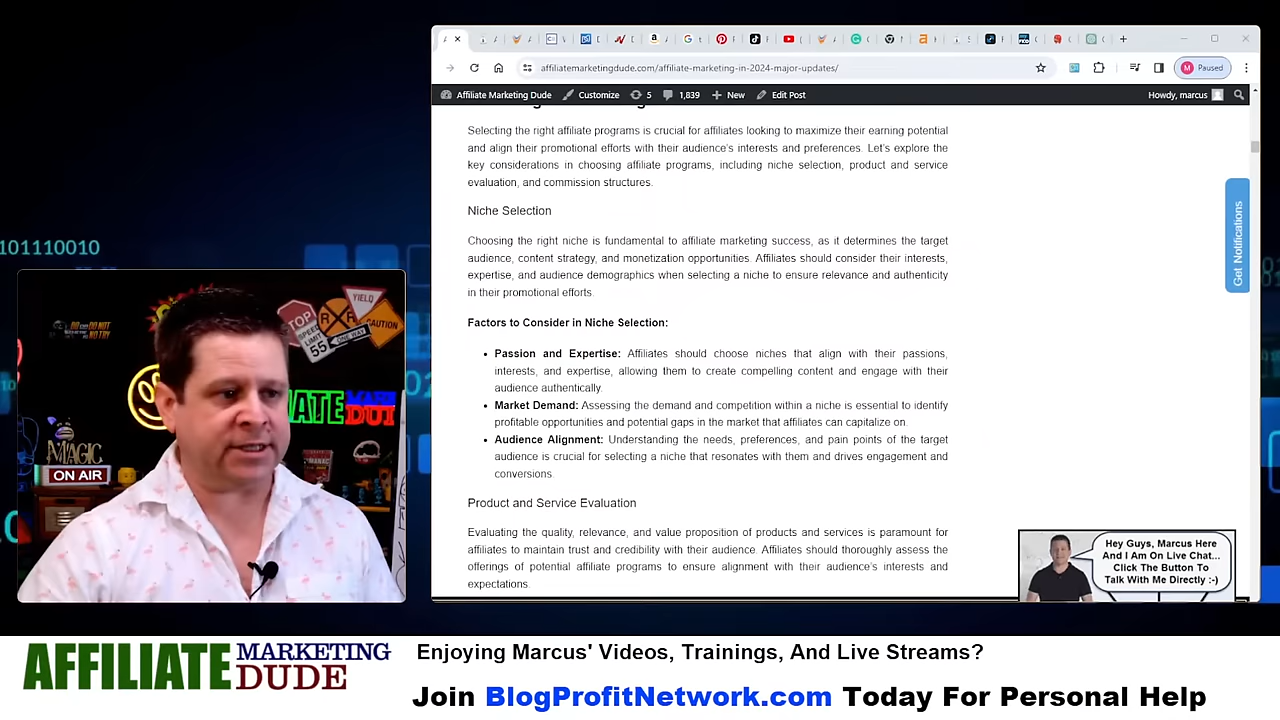 affiliatemarketingdude.com/affiliate-marketing-in-2024-major-updates/
Paused
Affiliate Marketing Dude
Customize
5
1,839
New
Edit Post
Howdy, marcus
Selecting the right affiliate programs is crucial for affiliates looking to maximize their earning potential
and align their promotional efforts with their audience's interests and preferences. Let's explore the
key considerations in choosing affiliate programs, including niche selection, product and service
evaluation, and commission structures.
Niche Selection
Choosing the right niche is fundamental to affiliate marketing success, as it determines the target
audience, content strategy, and monetization opportunities. Affiliates should consider their interests,
expertise, and audience demographics when selecting a niche to ensure relevance and authenticity
in their promotional efforts.
Factors to Consider in Niche Selection:
• Passion and Expertise: Affiliates should choose niches that align with their passions,
interests, and expertise, allowing them to create compelling content and engage with their
audience authentically.
• Market Demand: Assessing the demand and competition within a niche is essential to identify
profitable opportunities and potential gaps in the market that affiliates can capitalize on.
• Audience Alignment: Understanding the needs, preferences, and pain points of the target
audience is crucial for selecting a niche that resonates with them and drives engagement and
conversions.
Product and Service Evaluation
Evaluating the quality, relevance, and value proposition of products and services is paramount for
affiliates to maintain trust and credibility with their audience. Affiliates should thoroughly assess the
offerings of potential affiliate programs to ensure alignment with their audience's interests and
expectations.
Get Notifications
Hey Guys, Marcus Here
And I Am On Live Chat...
Click The Button To
Talk With Me Directly :-)
101110010
STOP
YIELD
RXR
CAUTION
SPEED
LIMIT
55
ONE WAY
DO OR DO NOT
NO TRY
MAGIC
ON AIR
AFFILIATE
MARKETING
DUDE
Enjoying Marcus' Videos, Trainings, And Live Streams?
Join BlogProfitNetwork.com Today For Personal Help